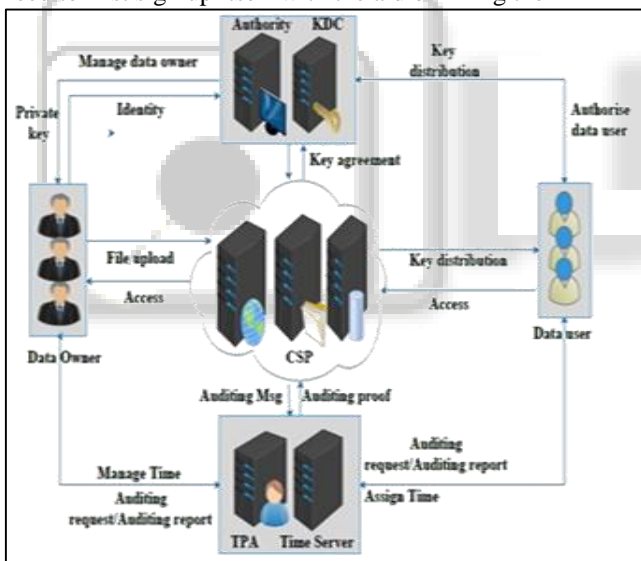 Authority KDC
Manage data owner
Key
distribution
Private
key
Identity
Authorise
data user
Key agreement
File upload
Key distribution
Access
Access
Data Owner
CSP
Data user
Auditing Msg
Auditing proof
Manage Time
Auditing
request/Auditing report
Auditing
request/Auditing report
Assign Time
TPA Time Server